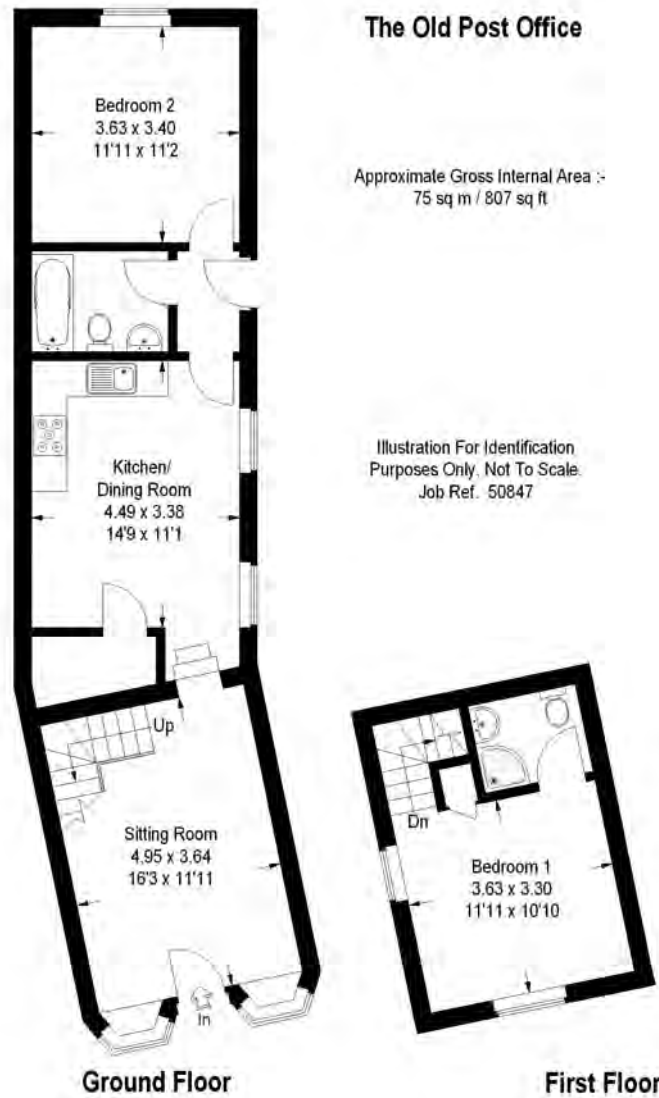 The Old Post Office
Bedroom 2
3.63 x 3.40
11'11 x 11'2
Approximate Gross Internal Area :-
75 sq m / 807 sq ft
Kitchen/
Dining Room
4.49 x 3.38
14'9 x 11'1
Illustration For Identification
Purposes Only. Not To Scale.
Job Ref. 50847
Up
Sitting Room
4.95 x 3.64
16'3 x 11'11
In
Dn
Bedroom 1
3.63 x 3.30
11'11 x 10'10
Ground Floor
First Floor